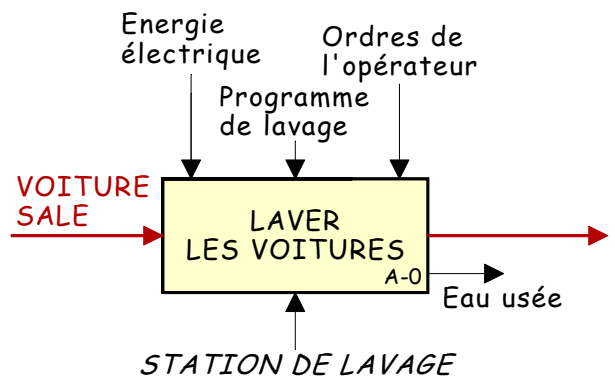 Energie
électrique
Ordres de
l'opérateur
Programme
de lavage
VOITURE
SALE
LAVER
LES VOITURES
A-0
Eau usée
STATION DE LAVAGE